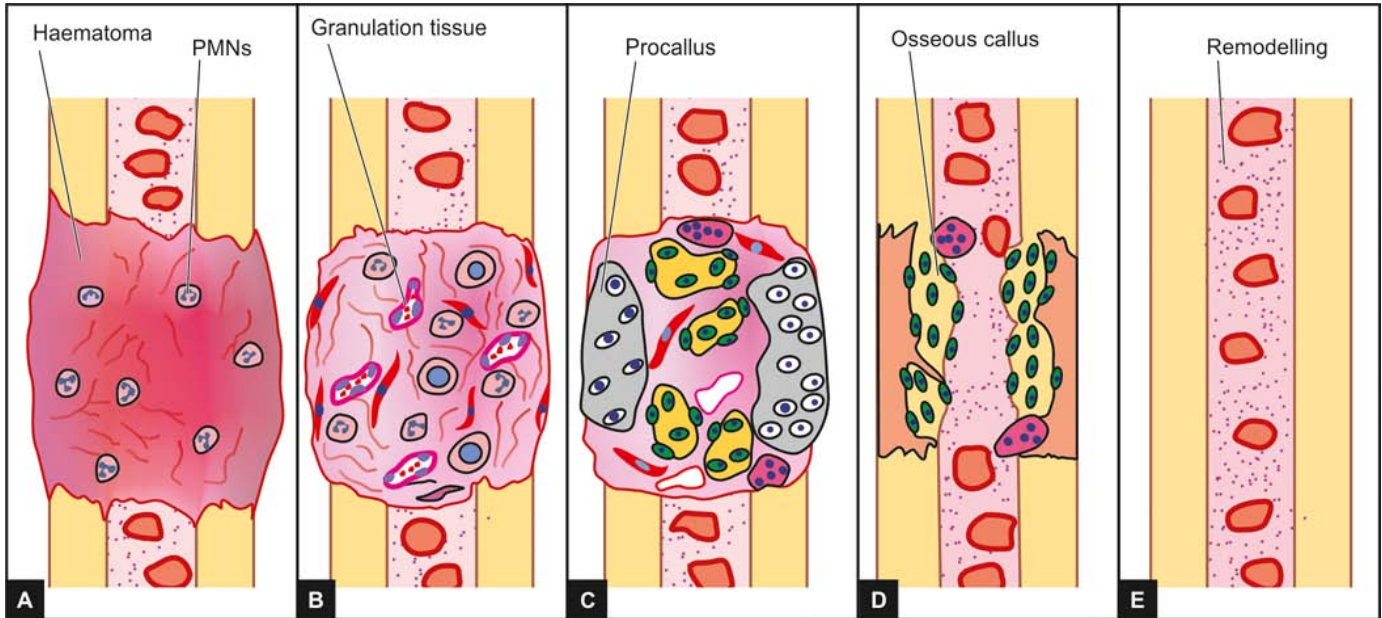 Haematoma
PMNs
Granulation tissue
Procallus
Osseous callus
Remodelling
A
B
C
D
E